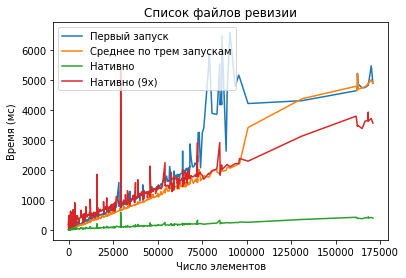 Список файлов ревизии
Первый запуск
Среднее по трем запускам
Нативно
Нативно (9x)
Время (мс)
6000
5000
4000
3000
2000
1000
0
0 25000 50000 75000 100000 125000 150000 175000
Число элементов